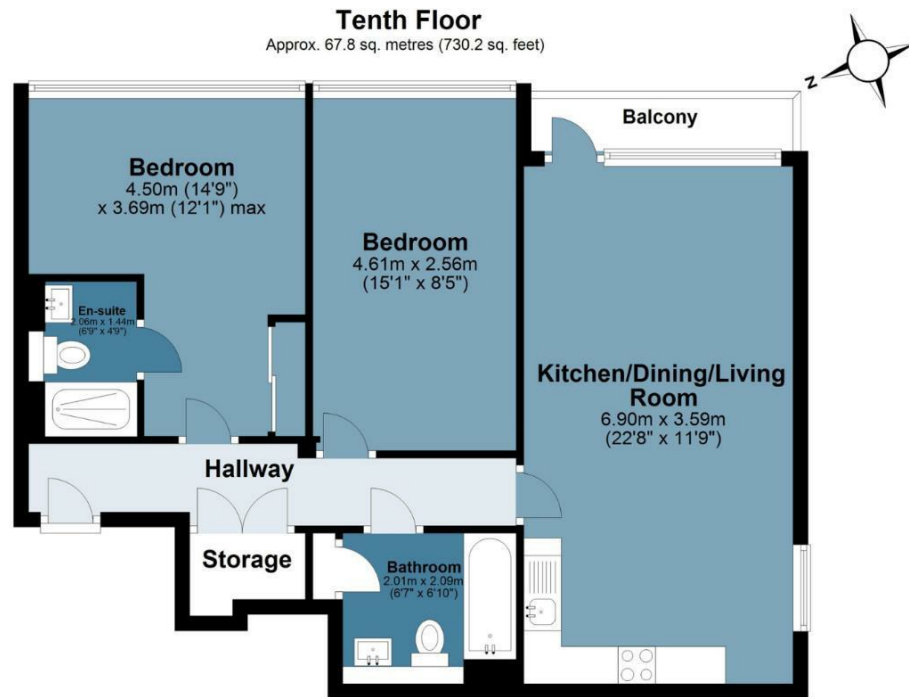 Tenth Floor
Approx. 67.8 sq. metres (730.2 sq. feet)
N
Balcony
Bedroom
4.50m (14'9")
x 3.69m (12'1") max
Bedroom
4.61m x 2.56m
(15'1" x 8'5")
En-suite
2.06m x 1.44m
(6'9" x 4'9")
Kitchen/Dining/Living
Room
6.90m x 3.59m
(22'8" x 11'9")
Hallway
Storage
Bathroom
2.01m x 2.09m
(6'7" x 6'10")